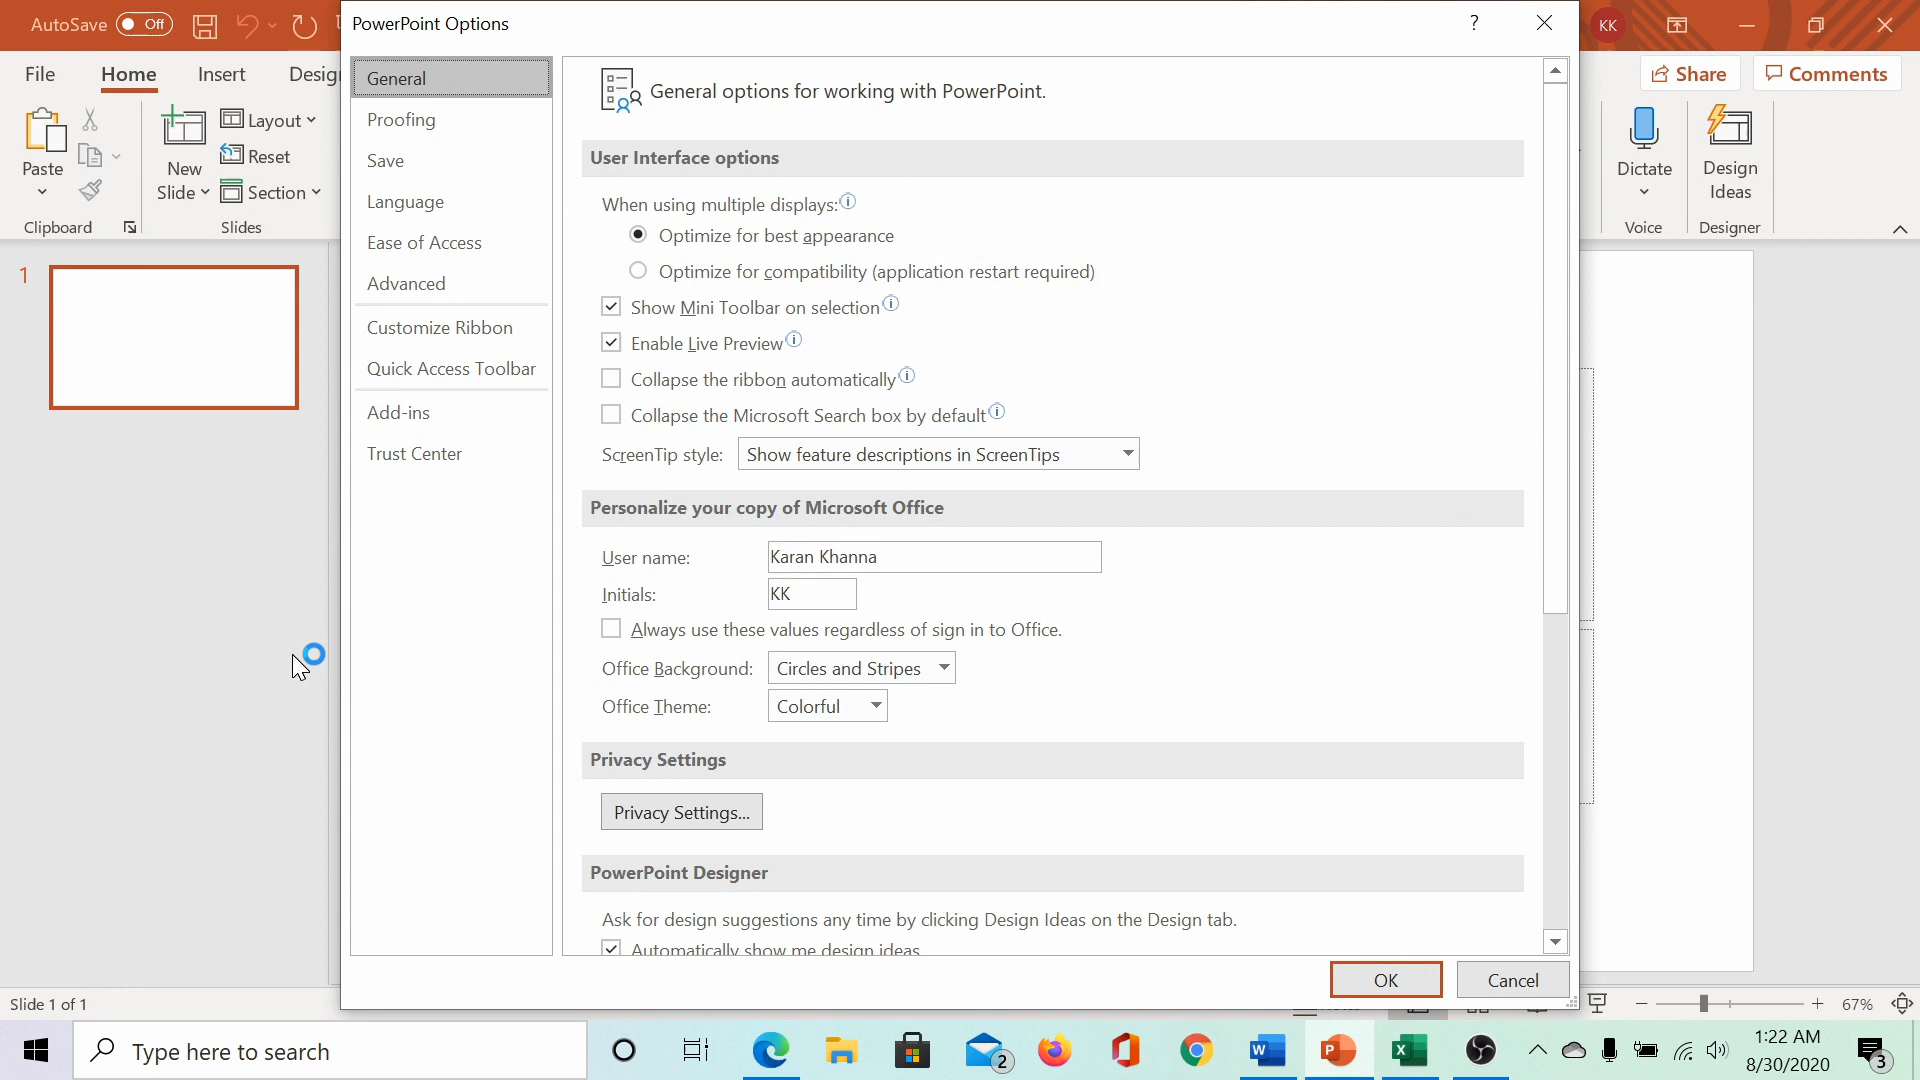 AutoSave Off
PowerPoint Options
?
KK
File Home Insert Desig
Share Comments
Paste
New
Slide
Layout
Reset
Section
Clipboard
Slides
Dictate
Design
Ideas
Voice
Designer
1
General
Proofing
Save
Language
Ease of Access
Advanced
Customize Ribbon
Quick Access Toolbar
Add-ins
Trust Center
General options for working with PowerPoint.
User Interface options
When using multiple displays:
Optimize for best appearance
Optimize for compatibility (application restart required)
Show Mini Toolbar on selection
Enable Live Preview
Collapse the ribbon automatically
Collapse the Microsoft Search box by default
ScreenTip style: Show feature descriptions in ScreenTips
Personalize your copy of Microsoft Office
User name: Karan Khanna
Initials: KK
Always use these values regardless of sign in to Office.
Office Background: Circles and Stripes
Office Theme: Colorful
Privacy Settings
Privacy Settings...
PowerPoint Designer
Ask for design suggestions any time by clicking Design Ideas on the Design tab.
Automatically show me design ideas
OK Cancel
Slide 1 of 1
67%
Type here to search
2
W
P
X
1:22 AM
8/30/2020
3